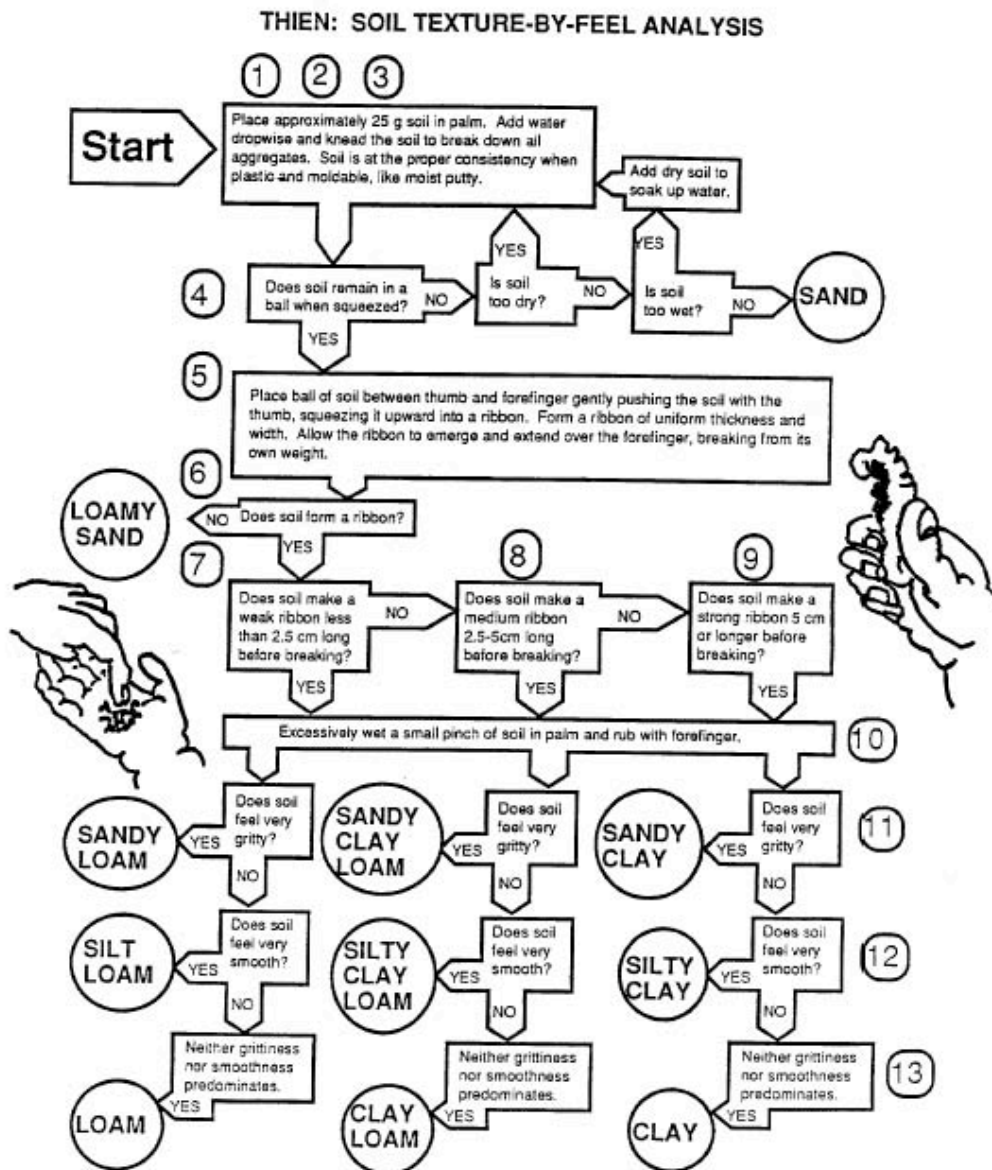 THIEN: SOIL TEXTURE-BY-FEEL ANALYSIS
1 2 3
Start
Place approximately 25 g soil in palm. Add water
dropwise and knead the soil to break down all
aggregates. Soil is at the proper consistency when
plastic and moldable, like moist putty.
Add dry soil to
soak up water.
YES
YES
4
Does soil remain in a
ball when squeezed?
NO
Is soil
too dry?
NO
Is soil
too wet?
NO
SAND
YES
5
Place ball of soil between thumb and forefinger gently pushing the soil with the
thumb, squeezing it upward into a ribbon. Form a ribbon of uniform thickness and
width. Allow the ribbon to emerge and extend over the forefinger, breaking from its
own weight.
6
LOAMY
SAND
NO
Does soil form a ribbon?
YES
7
8
9
Does soil make a
weak ribbon less
than 2.5 cm long
before breaking?
NO
Does soil make a
medium ribbon
2.5-5cm long
before breaking?
NO
Does soil make a
strong ribbon 5 cm
or longer before
breaking?
YES
YES
YES
Excessively wet a small pinch of soil in palm and rub with forefinger.
10
SANDY
LOAM
YES
Does soil
feel very
gritty?
NO
SANDY
CLAY
LOAM
YES
Does soil
feel very
gritty?
NO
SANDY
CLAY
YES
Does soil
feel very
gritty?
NO
11
SILT
LOAM
YES
Does soil
feel very
smooth?
NO
SILTY
CLAY
LOAM
YES
Does soil
feel very
smooth?
NO
SILTY
CLAY
YES
Does soil
feel very
smooth?
NO
12
LOAM
YES
Neither grittiness
nor smoothness
predominates.
CLAY
LOAM
YES
Neither grittiness
nor smoothness
predominates.
CLAY
YES
Neither grittiness
nor smoothness
predominates.
13